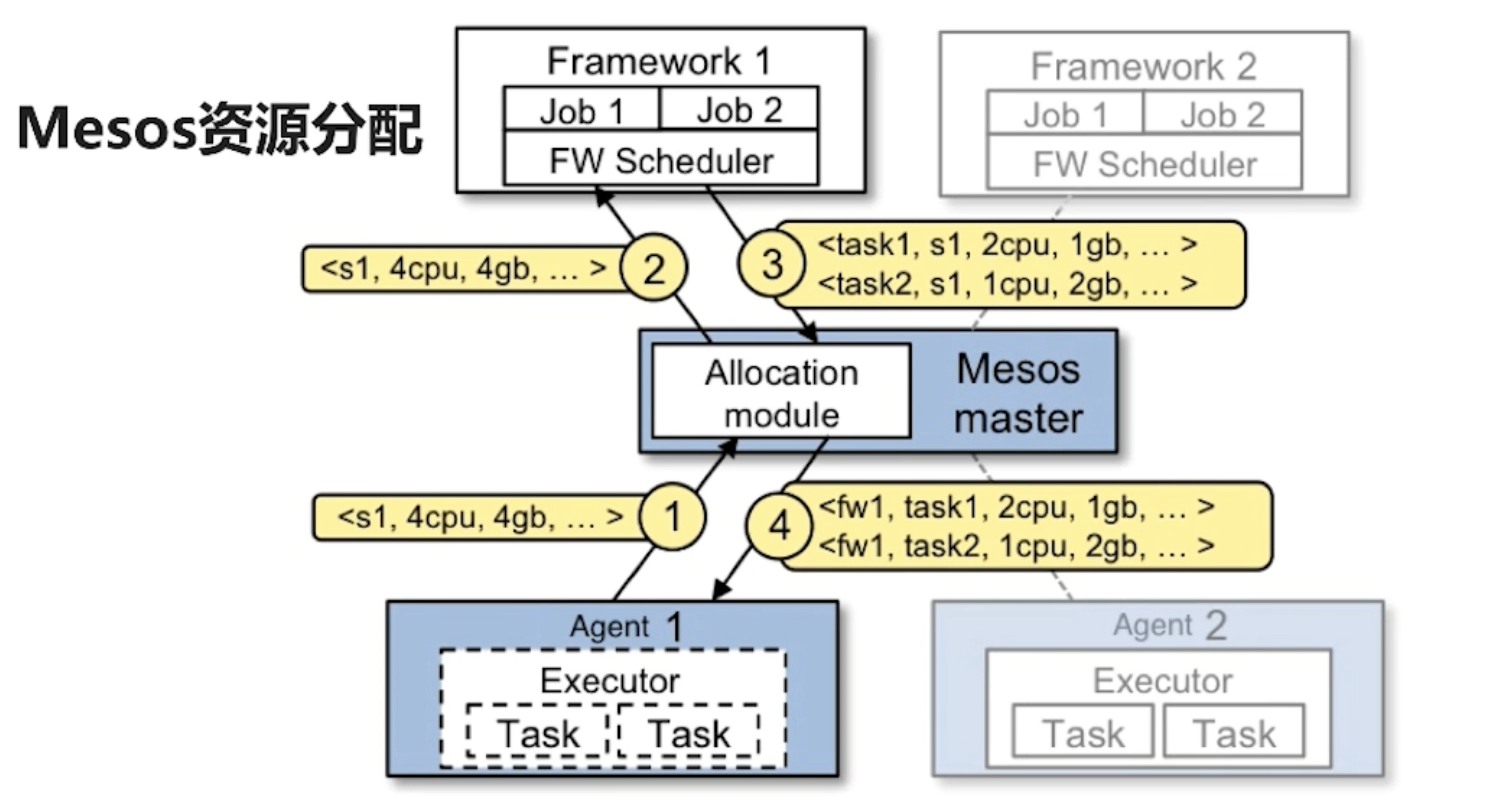 Mesos资源分配
Framework 1
Job 1
Job 2
FW Scheduler
Framework 2
Job 1
Job 2
FW Scheduler
<s1, 4cpu, 4gb, ... >
2
3
<task1, s1, 2cpu, 1gb, ... >
<task2, s1, 1cpu, 2gb, ... >
Allocation
module
Mesos
master
<s1, 4cpu, 4gb, ... >
1
4
<fw1, task1, 2cpu, 1gb, ... >
<fw1, task2, 1cpu, 2gb, ... >
Agent 1
Executor
Task
Task
Agent 2
Executor
Task
Task